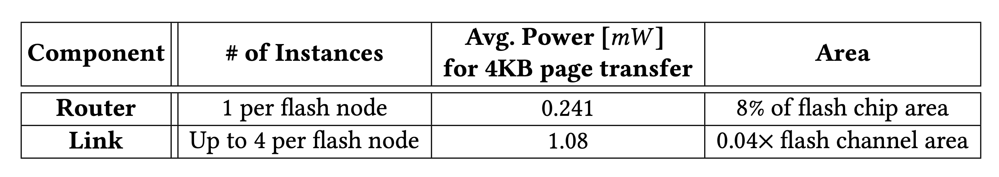 Component # of Instances Avg. Power [mW] for 4KB page transfer Area
Router 1 per flash node 0.241 8% of flash chip area
Link Up to 4 per flash node 1.08 0.04× flash channel area